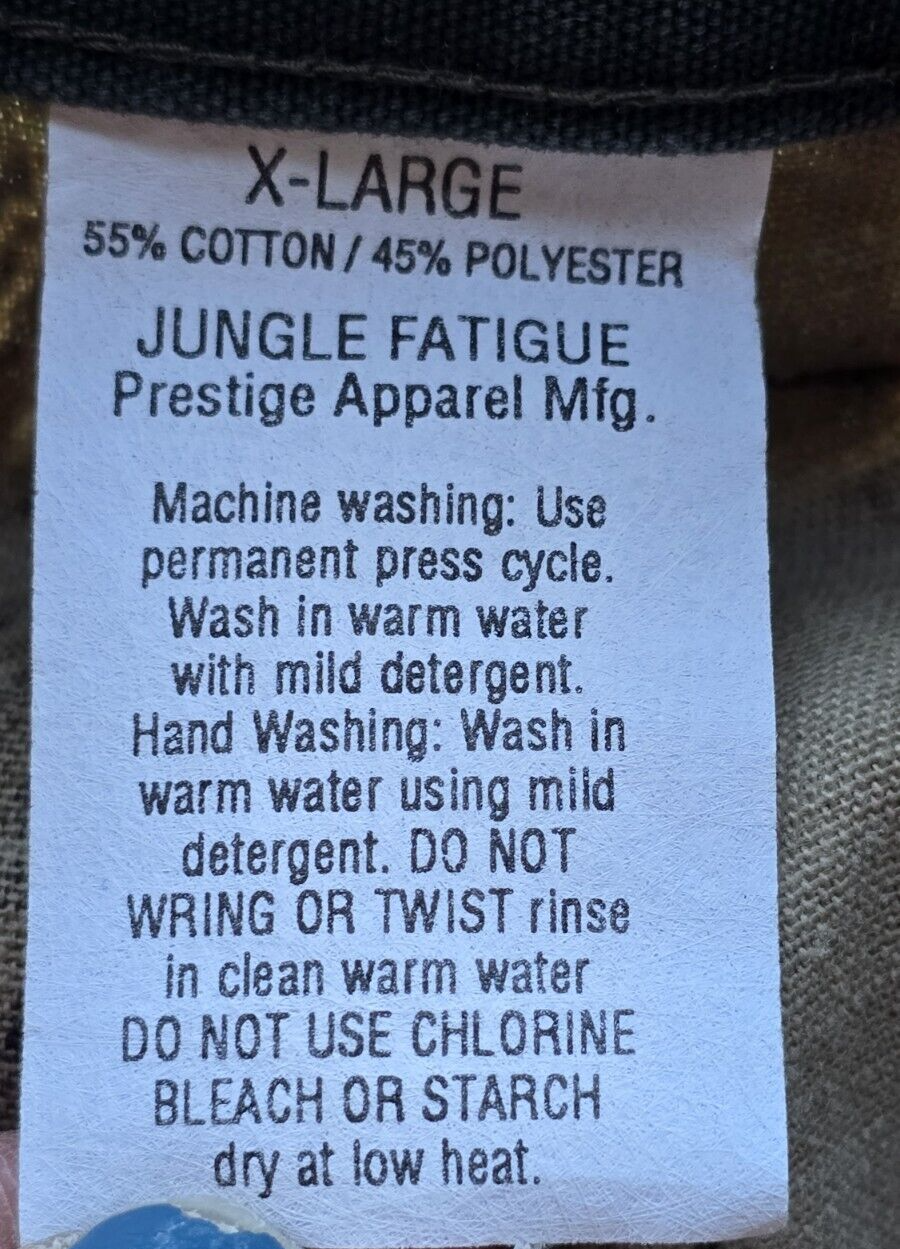 X-LARGE
55% COTTON / 45% POLYESTER
JUNGLE FATIGUE
Prestige Apparel Mfg.
Machine washing: Use
permanent press cycle.
Wash in warm water
with mild detergent.
Hand Washing: Wash in
warm water using mild
detergent. DO NOT
WRING OR TWIST rinse
in clean warm water
DO NOT USE CHLORINE
BLEACH OR STARCH
dry at low heat.